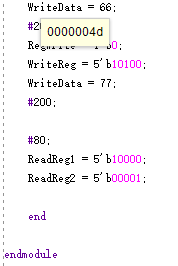 WriteData = 66;
#2
0000004d
b0;
WriteReg = 5'b10100;
WriteData = 77;
#200;
#80;
ReadReg1 = 5'b10000;
ReadReg2 = 5'b00001;
end
endmodule